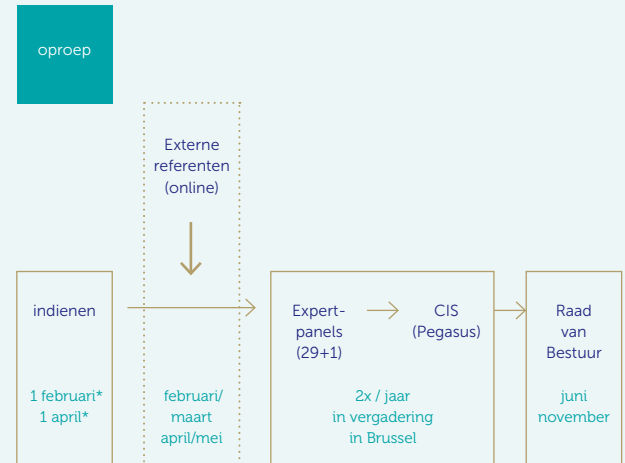 oproep
Externe
referenten
(online)
indienen
1 februari*
1 april*
februari/
maart
april/mei
Expert-
panels
(29+1)
CIS
(Pegasus)
2x / jaar
in vergadering
in Brussel
Raad
van
Bestuur
juni
november